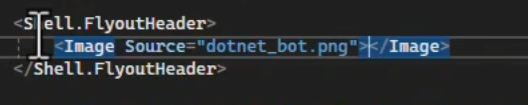 <Shell.FlyoutHeader>
<Image Source="dotnet_bot.png"></Image>
</Shell.FlyoutHeader>